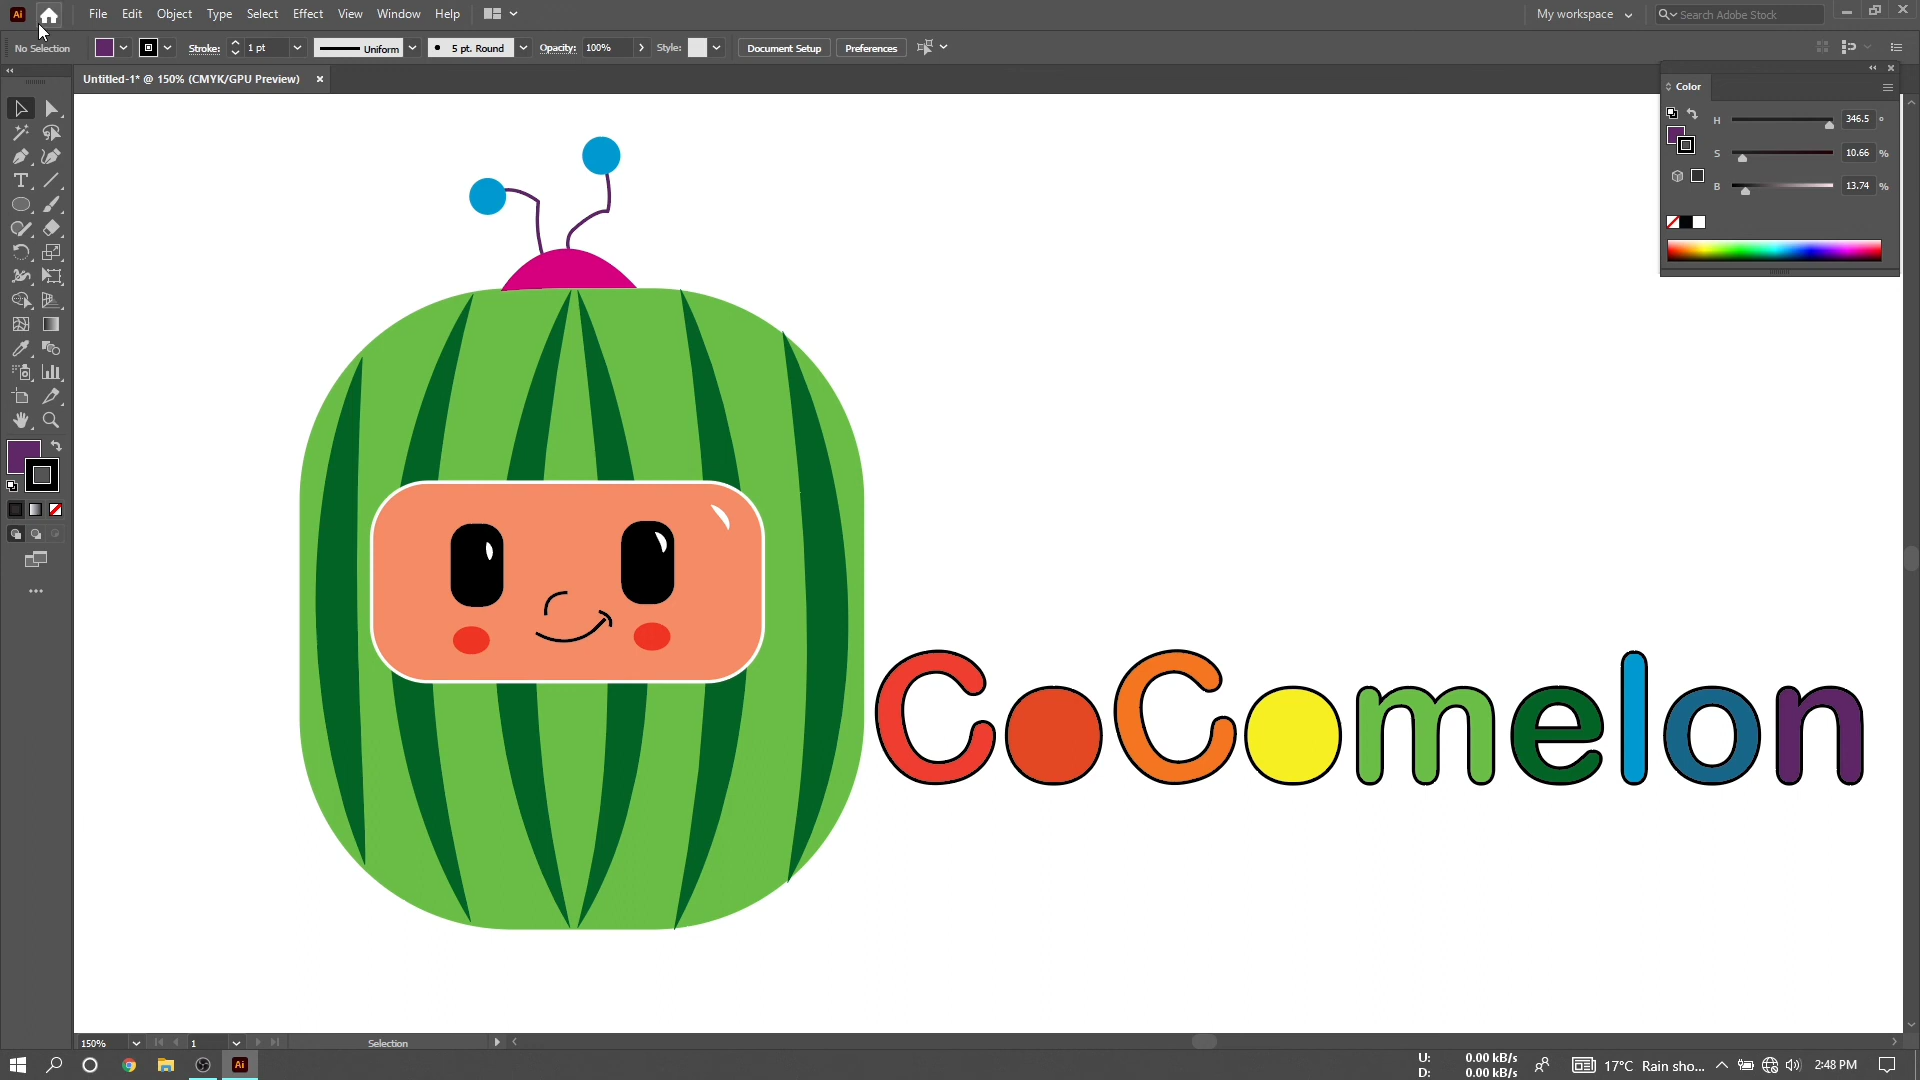 Ai File Edit Object Type Select Effect View Window Help My workspace Search Adobe Stock
No Selection Stroke: 1 pt Uniform 5 pt. Round Opacity: 100% Style: Document Setup Preferences
Untitled-1* @ 150% (CMYK/GPU Preview)
Color
H 346.5 °
S 10.66 %
B 13.74 %
CoComelon
150% 1 Selection
Ai U: 0.00 kB/s 17°C Rain sho... 2:48 PM
D: 0.00 kB/s